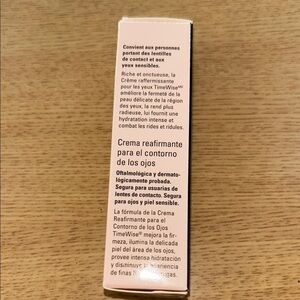 Convient aux personnes
portant des lentilles
de contact et aux
yeux sensibles.
Riche et onctueuse, la
Crème raffermissante
pour les yeux TimeWise
améliore la fermeté de la
peau délicate de la région
des yeux, la rend plus
radieuse, lui fournit une
hydratation intense et
combat les rides et ridules.
Crema reafirmante
para el contorno
de los ojos
Oftalmológica y dermato-
lógicamente probada.
Segura para usuarias de
lentes de contacto. Segura
para ojos y piel sensible.
La fórmula de la Crema
Reafirmante para el
Contorno de los Ojos
TimeWise® mejora la fir-
meza, ilumina la delicada
piel del área de los ojos,
provee intensa hidratación
y disminuye la apariencia
de finas